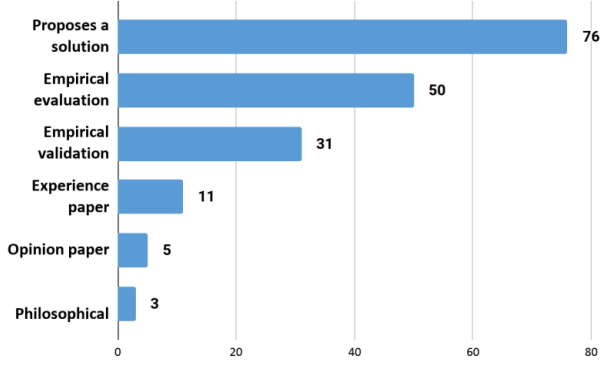 Proposes a
solution
76
Empirical
evaluation
50
Empirical
validation
31
Experience
paper
11
Opinion paper
5
Philosophical
3
0 20 40 60 80